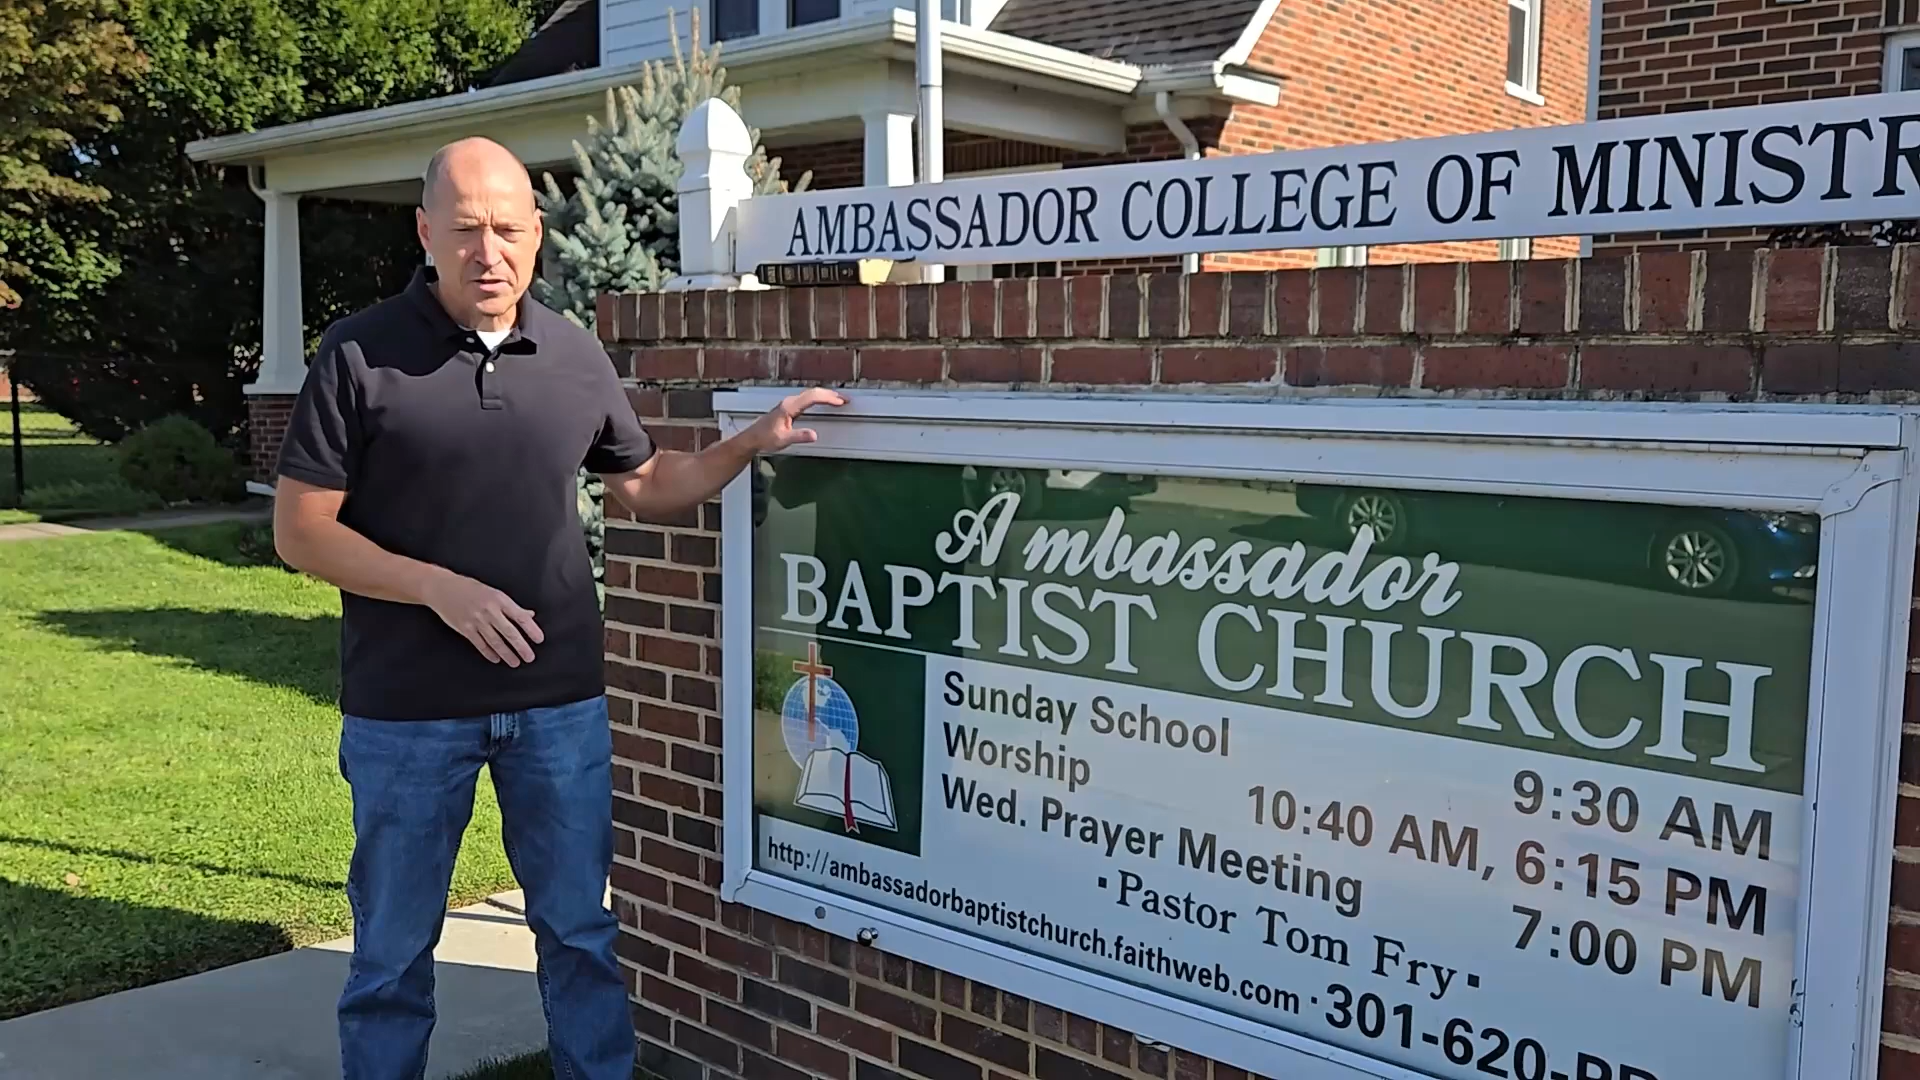 AMBASSADOR COLLEGE OF MINISTR
Ambassador
BAPTIST CHURCH
Sunday School 9:30 AM
Worship 10:40 AM, 6:15 PM
Wed. Prayer Meeting 7:00 PM
·Pastor Tom Fry·
http://ambassadorbaptistchurch.faithweb.com · 301-620-